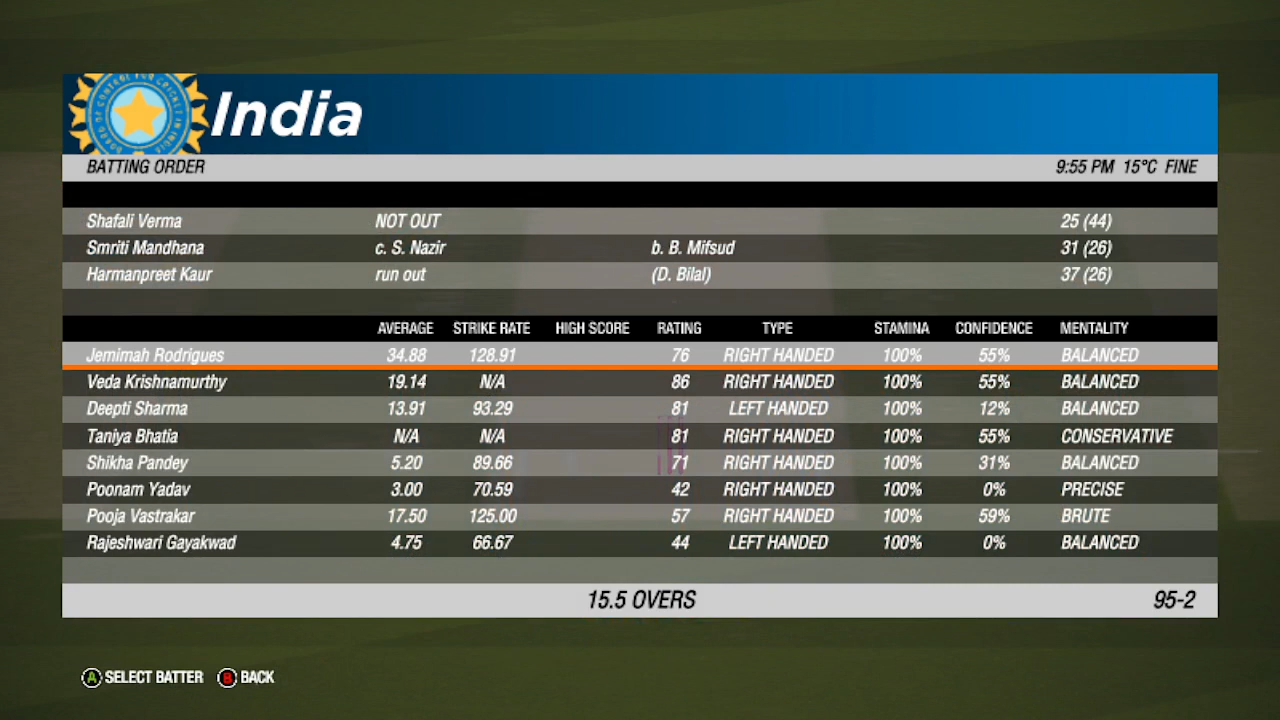 BOARD OF CONTROL FOR CRICKET IN INDIA
India
BATTING ORDER 9:55 PM 15°C FINE
Shafali Verma NOT OUT 25 (44)
Smriti Mandhana c. S. Nazir b. B. Mifsud 31 (26)
Harmanpreet Kaur run out (D. Bilal) 37 (26)
AVERAGE STRIKE RATE HIGH SCORE RATING TYPE STAMINA CONFIDENCE MENTALITY
Jemimah Rodrigues 34.88 128.91 76 RIGHT HANDED 100% 55% BALANCED
Veda Krishnamurthy 19.14 N/A 86 RIGHT HANDED 100% 55% BALANCED
Deepti Sharma 13.91 93.29 81 LEFT HANDED 100% 12% BALANCED
Taniya Bhatia N/A N/A 81 RIGHT HANDED 100% 55% CONSERVATIVE
Shikha Pandey 5.20 89.66 71 RIGHT HANDED 100% 31% BALANCED
Poonam Yadav 3.00 70.59 42 RIGHT HANDED 100% 0% PRECISE
Pooja Vastrakar 17.50 125.00 57 RIGHT HANDED 100% 59% BRUTE
Rajeshwari Gayakwad 4.75 66.67 44 LEFT HANDED 100% 0% BALANCED
15.5 OVERS 95-2
A SELECT BATTER B BACK